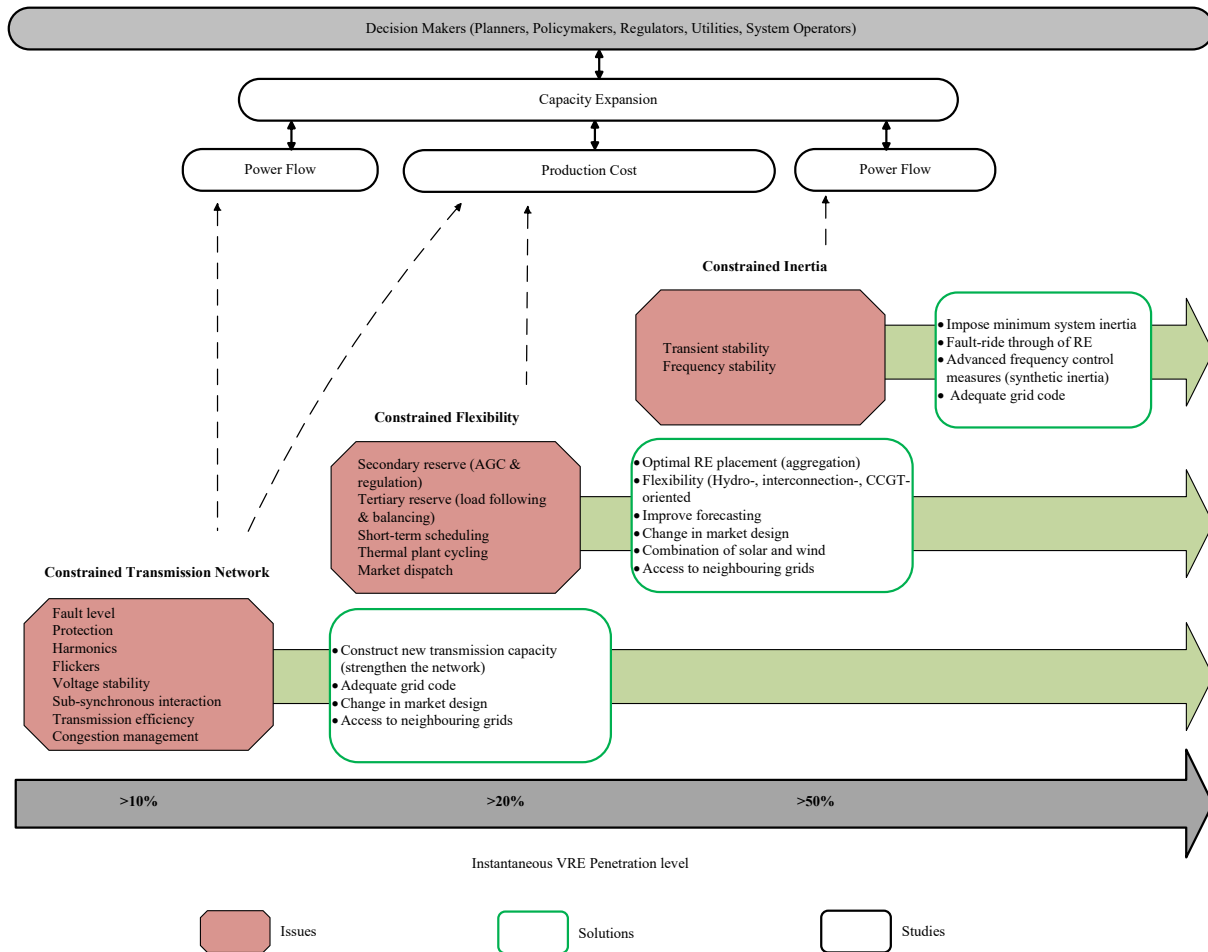 Decision Makers (Planners, Policymakers, Regulators, Utilities, System Operators)
Capacity Expansion
Power Flow
Production Cost
Power Flow
Constrained Inertia
Transient stability
Frequency stability
• Impose minimum system inertia
• Fault-ride through of RE
• Advanced frequency control
measures (synthetic inertia)
• Adequate grid code
Constrained Flexibility
Secondary reserve (AGC &
regulation)
Tertiary reserve (load following
& balancing)
Short-term scheduling
Thermal plant cycling
Market dispatch
• Optimal RE placement (aggregation)
• Flexibility (Hydro-, interconnection-, CCGT-
oriented
• Improve forecasting
• Change in market design
• Combination of solar and wind
• Access to neighbouring grids
Constrained Transmission Network
Fault level
Protection
Harmonics
Flickers
Voltage stability
Sub-synchronous interaction
Transmission efficiency
Congestion management
• Construct new transmission capacity
(strengthen the network)
• Adequate grid code
• Change in market design
• Access to neighbouring grids
>10%
>20%
>50%
Instantaneous VRE Penetration level
Issues
Solutions
Studies